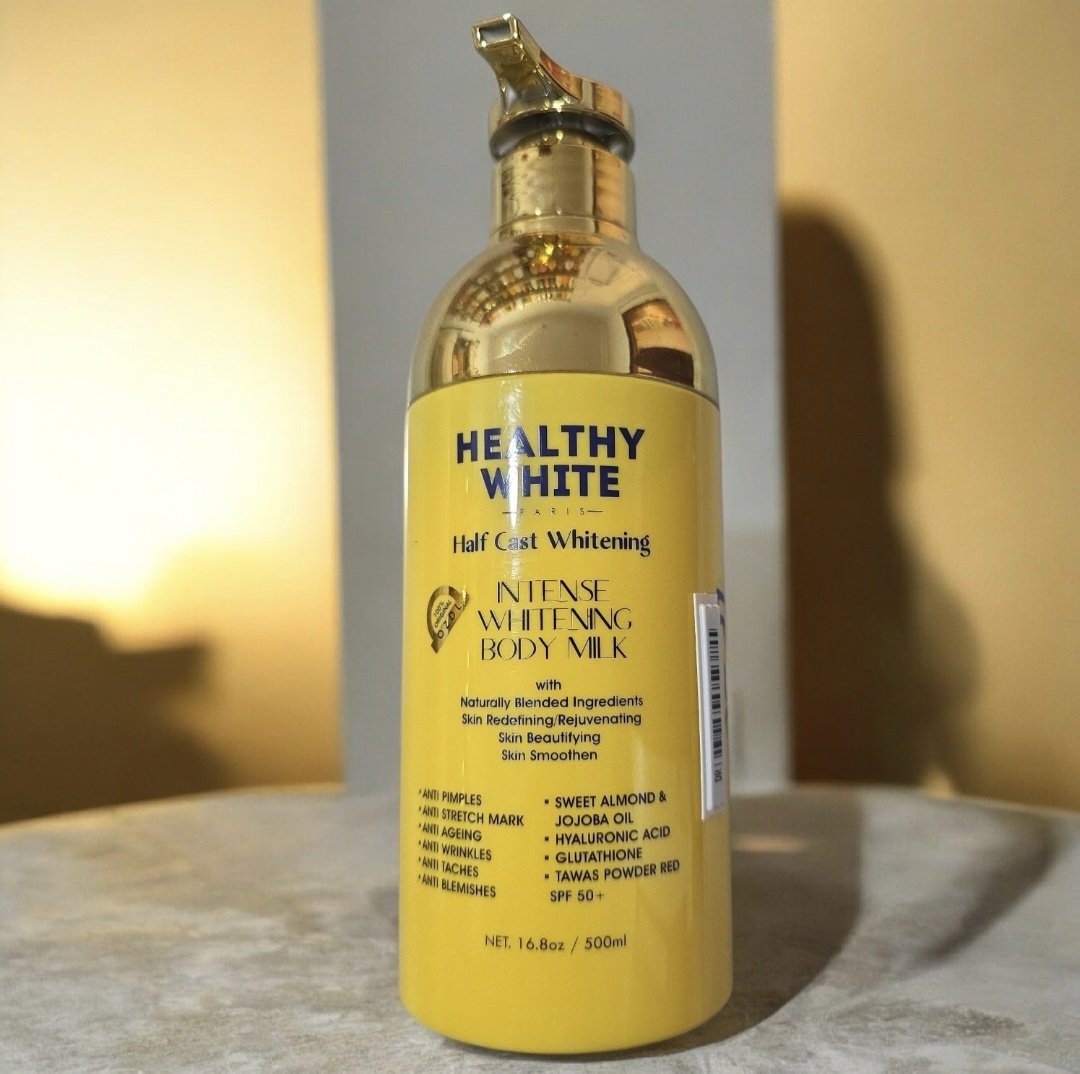 HEALTHY
WHITE
PARIS
Half Cast Whitening
100%
ORIGINAL
INTENSE
WHITENING
BODY MILK
with
Naturally Blended Ingredients
Skin Redefining/Rejuvenating
Skin Beautifying
Skin Smoothen
• ANTI PIMPLES
• ANTI STRETCH MARK
• ANTI AGEING
• ANTI WRINKLES
• ANTI TACHES
• ANTI BLEMISHES
▪ SWEET ALMOND &
JOJOBA OIL
▪ HYALURONIC ACID
▪ GLUTATHIONE
▪ TAWAS POWDER RED
SPF 50+
NET. 16.8oz / 500ml